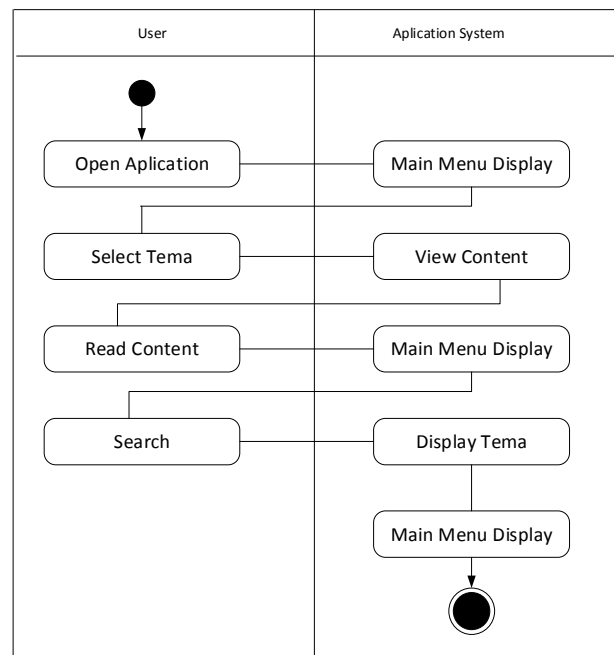 User
Aplication System
Open Aplication
Main Menu Display
Select Tema
View Content
Read Content
Main Menu Display
Search
Display Tema
Main Menu Display